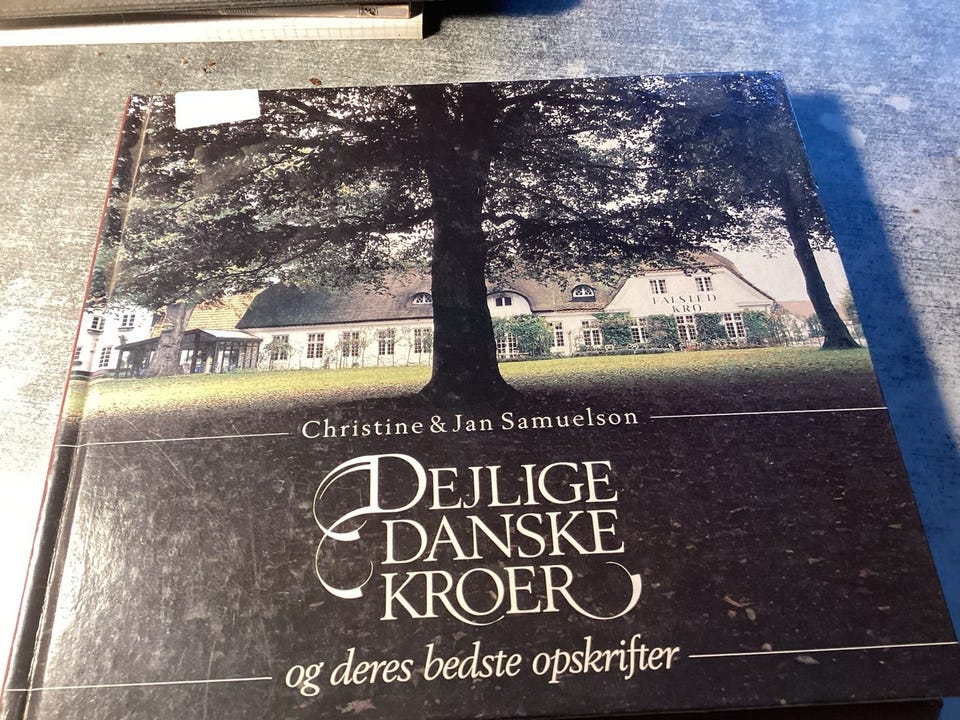 FALSTED
KRO
Christine & Jan Samuelson
DEJLIGE
DANSKE
KROER
og deres bedste opskrifter